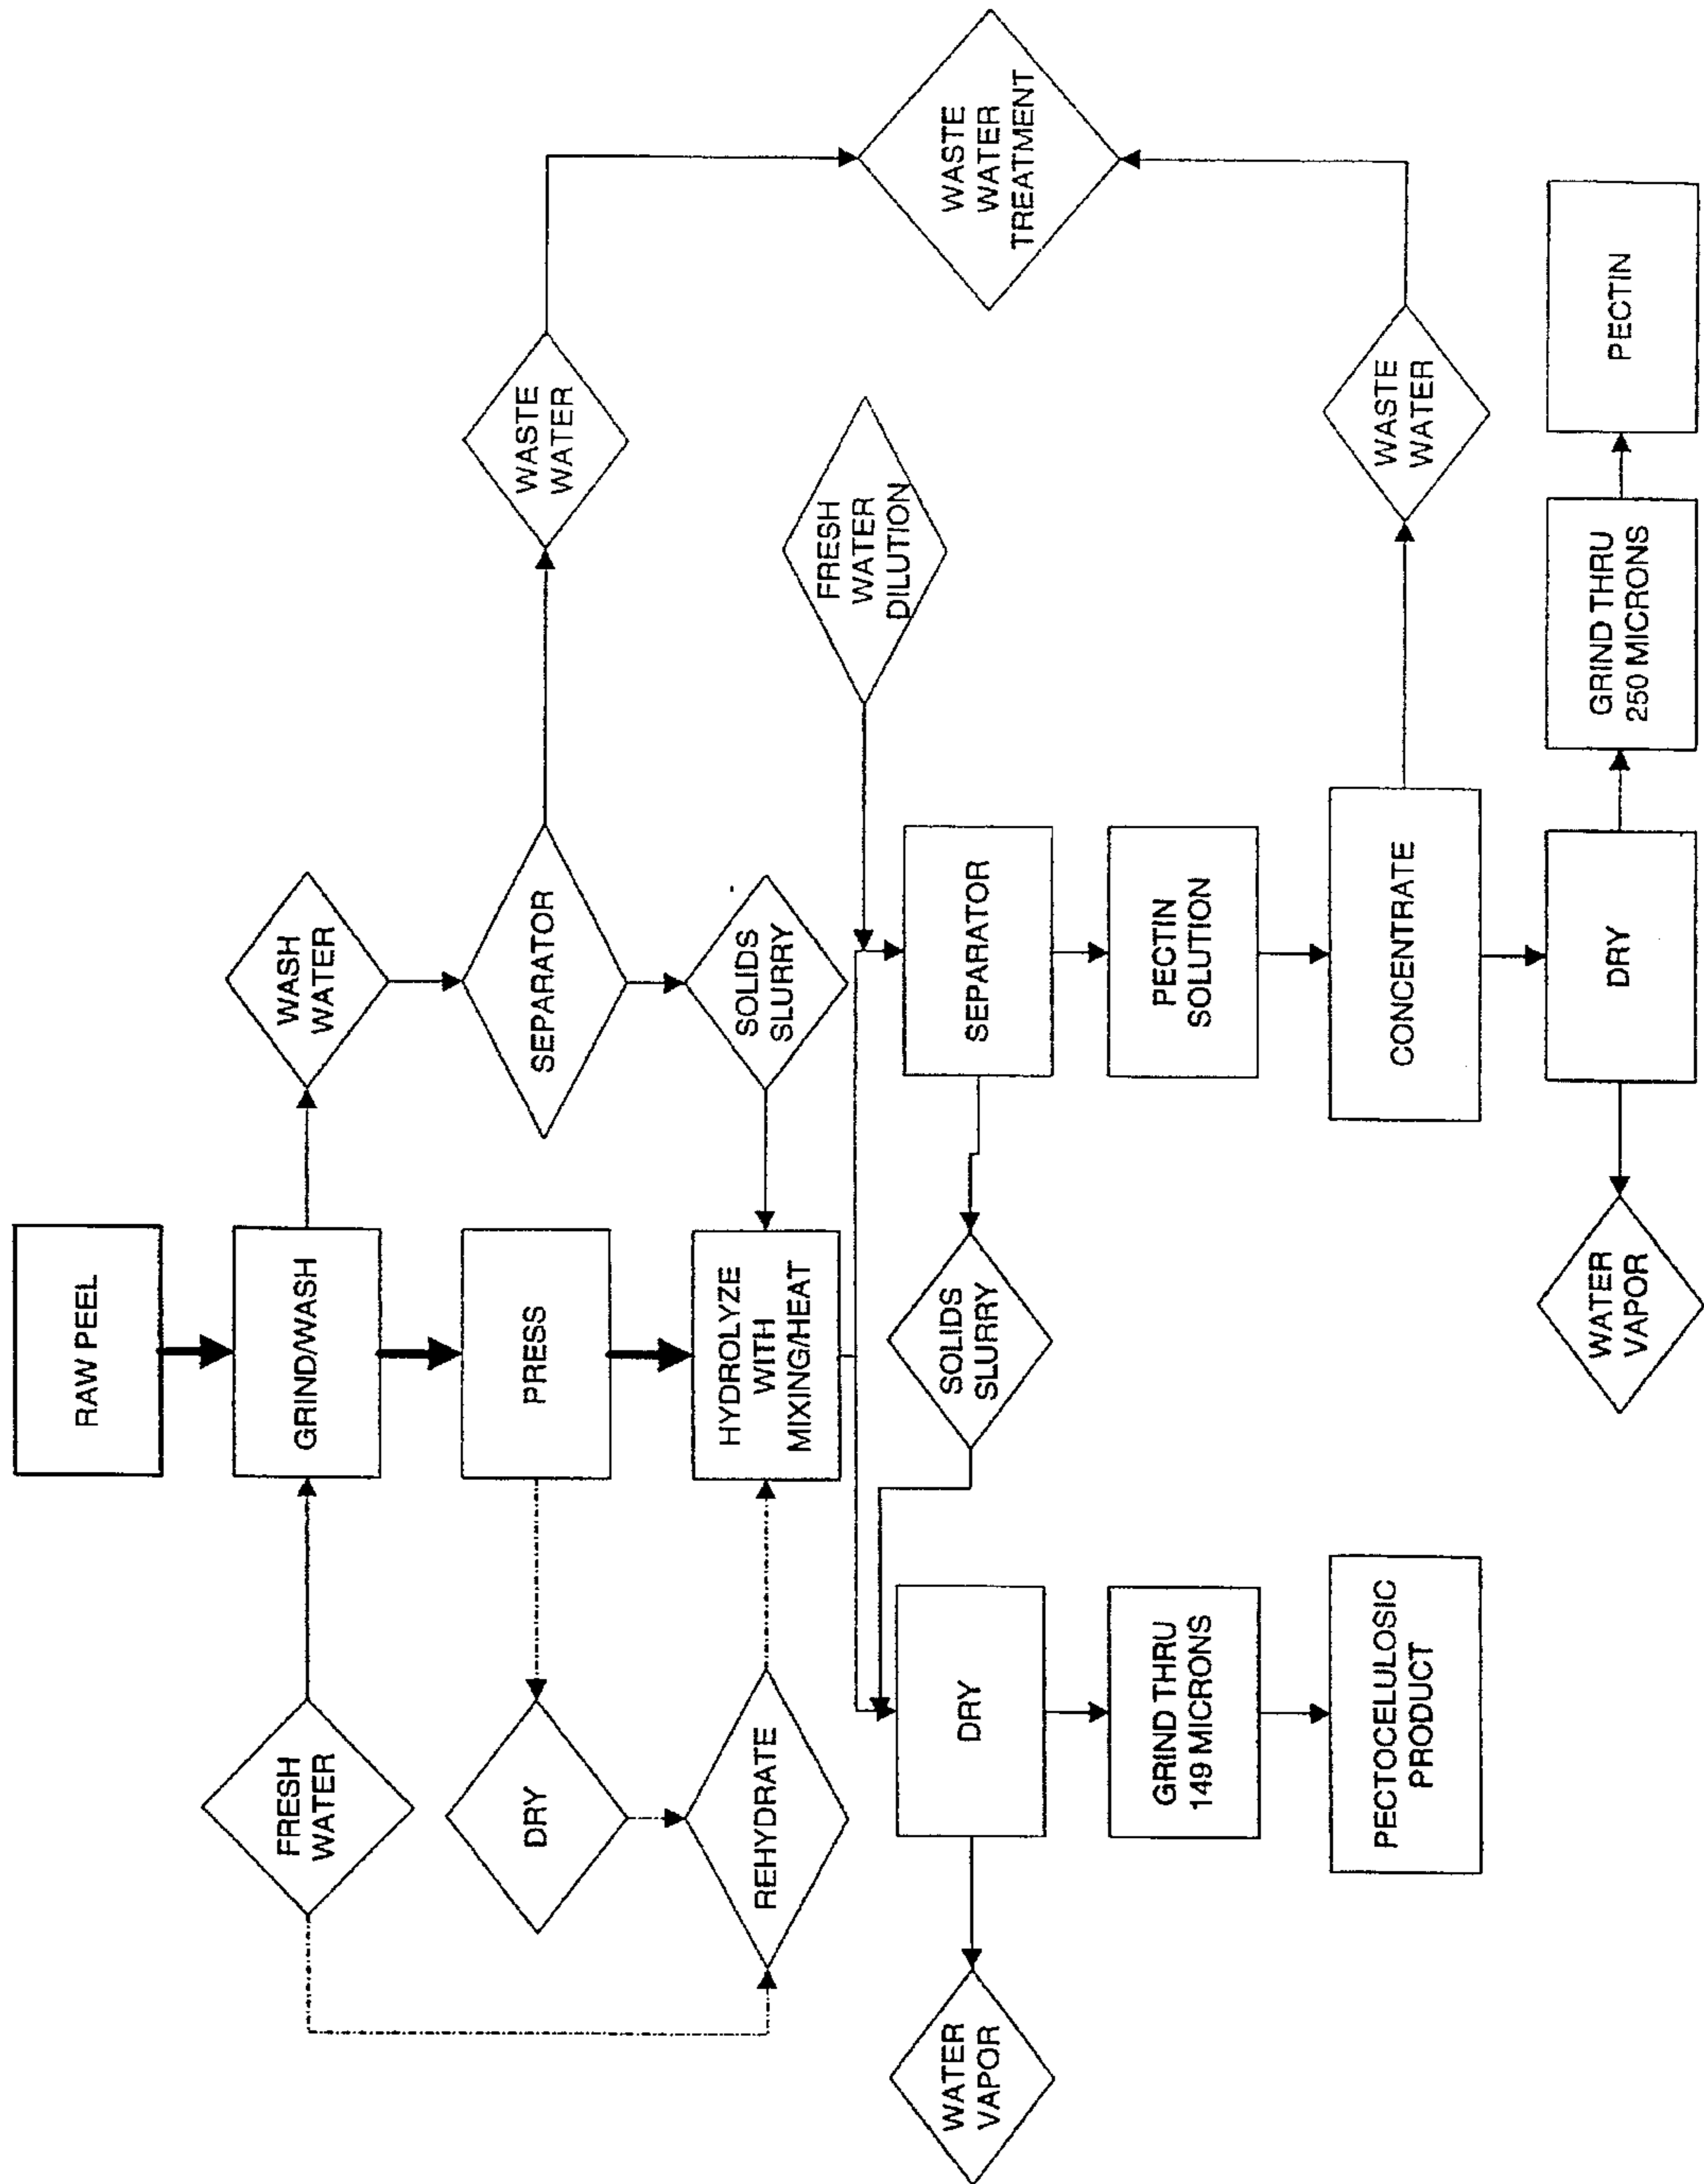 RAW PEEL
FRESH
WATER
GRIND/WASH
WASH
WATER
DRY
PRESS
SEPARATOR
WASTE
WATER
REHYDRATE
HYDROLYZE
WITH
MIXING/HEAT
SOLIDS
SLURRY
FRESH
WATER
DILUTION
WASTE
WATER
TREATMENT
WATER
VAPOR
DRY
SOLIDS
SLURRY
SEPARATOR
GRIND THRU
149 MICRONS
PECTIN
SOLUTION
PECTOCELULOSIC
PRODUCT
CONCENTRATE
WASTE
WATER
WATER
VAPOR
DRY
GRIND THRU
250 MICRONS
PECTIN